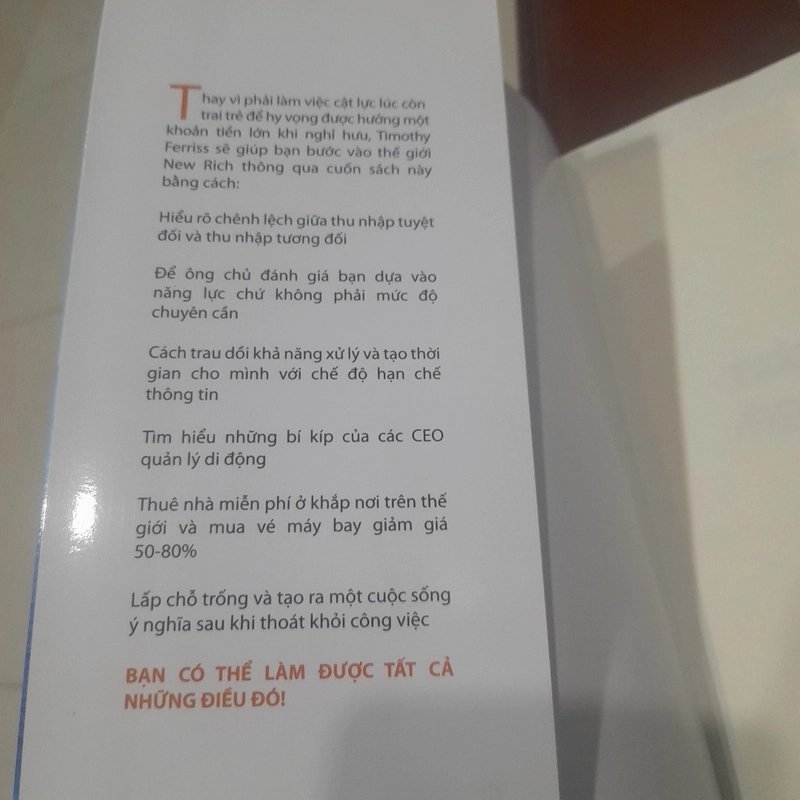 Thay vì phải làm việc cật lực lúc còn
trai trẻ để hy vọng được hưởng một
khoản tiền lớn khi nghỉ hưu, Timothy
Ferriss sẽ giúp bạn bước vào thế giới
New Rich thông qua cuốn sách này
bằng cách:
Hiểu rõ chênh lệch giữa thu nhập tuyệt
đối và thu nhập tương đối
Để ông chủ đánh giá bạn dựa vào
năng lực chứ không phải mức độ
chuyên cần
Cách trau dồi khả năng xử lý và tạo thời
gian cho mình với chế độ hạn chế
thông tin
Tìm hiểu những bí kíp của các CEO
quản lý di động
Thuê nhà miễn phí ở khắp nơi trên thế
giới và mua vé máy bay giảm giá
50-80%
Lấp chỗ trống và tạo ra một cuộc sống
ý nghĩa sau khi thoát khỏi công việc
BẠN CÓ THỂ LÀM ĐƯỢC TẤT CẢ
NHỮNG ĐIỀU ĐÓ!